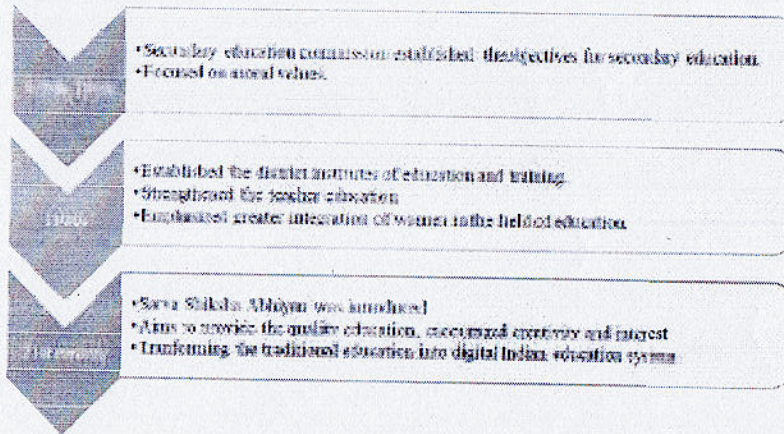 •Secondary education commission established the objectives for secondary education.
•Focused on moral values.
•Established the district institutes of education and training.
•Strengthened the teacher education
•Emphasized greater integration of women in the field of education.
•Sarva Shiksha Abhiyan was introduced
•Aims to provide the quality education, encouraged creativity and interest
•Tranforming the traditional education into digital Indian education system